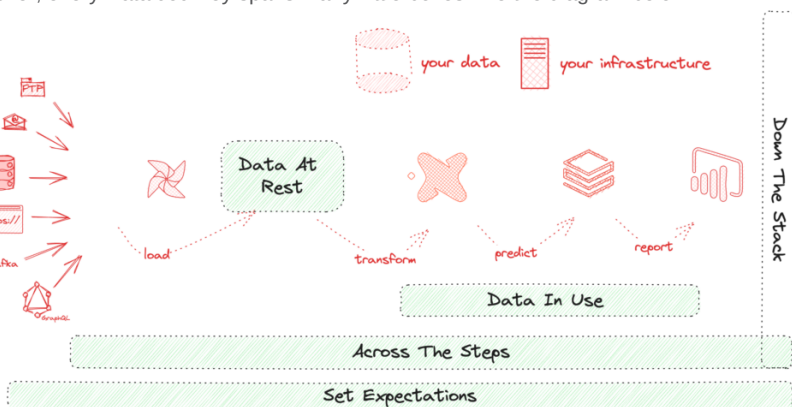 your data
your infrastructure
FTP
Data At
Rest
Down The Stack
load
transform
predict
report
GraphQL
Data In Use
Across The Steps
Set Expectations